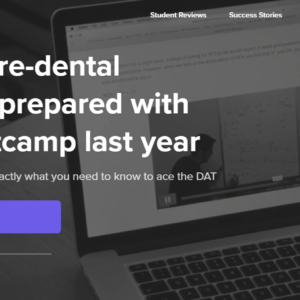 Student Reviews Success Stories
re-dental
prepared with
tcamp last year
actly what you need to know to ace the DAT